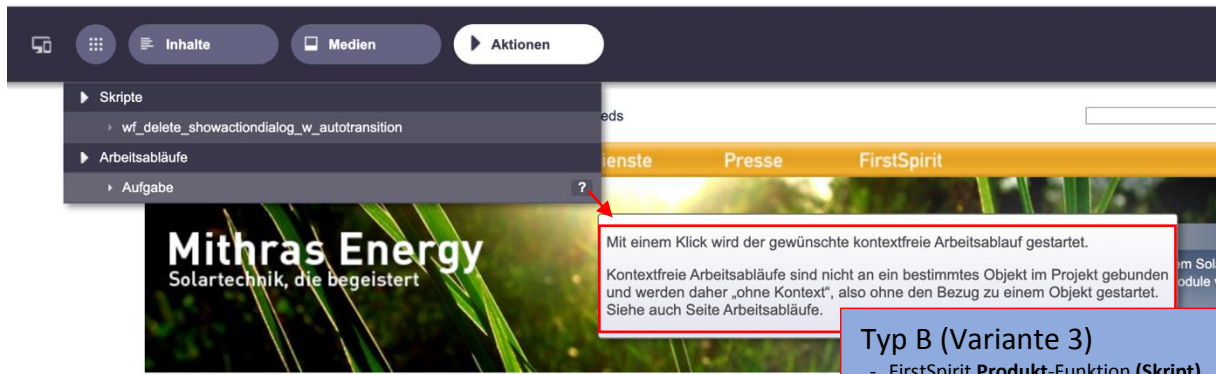 Inhalte Medien Aktionen
Skripte
wf_delete_showactiondialog_w_autotransition
eds
Arbeitsabläufe
ienste Presse FirstSpirit
Aufgabe ?
Mithras Energy
Solartechnik, die begeistert
Mit einem Klick wird der gewünschte kontextfreie Arbeitsablauf gestartet.
Kontextfreie Arbeitsabläufe sind nicht an ein bestimmtes Objekt im Projekt gebunden
und werden daher „ohne Kontext“, also ohne den Bezug zu einem Objekt gestartet.
Siehe auch Seite Arbeitsabläufe.
em Sol
odule
Typ B (Variante 3)
- FirstSpirit Produkt-Funktion (Skript)